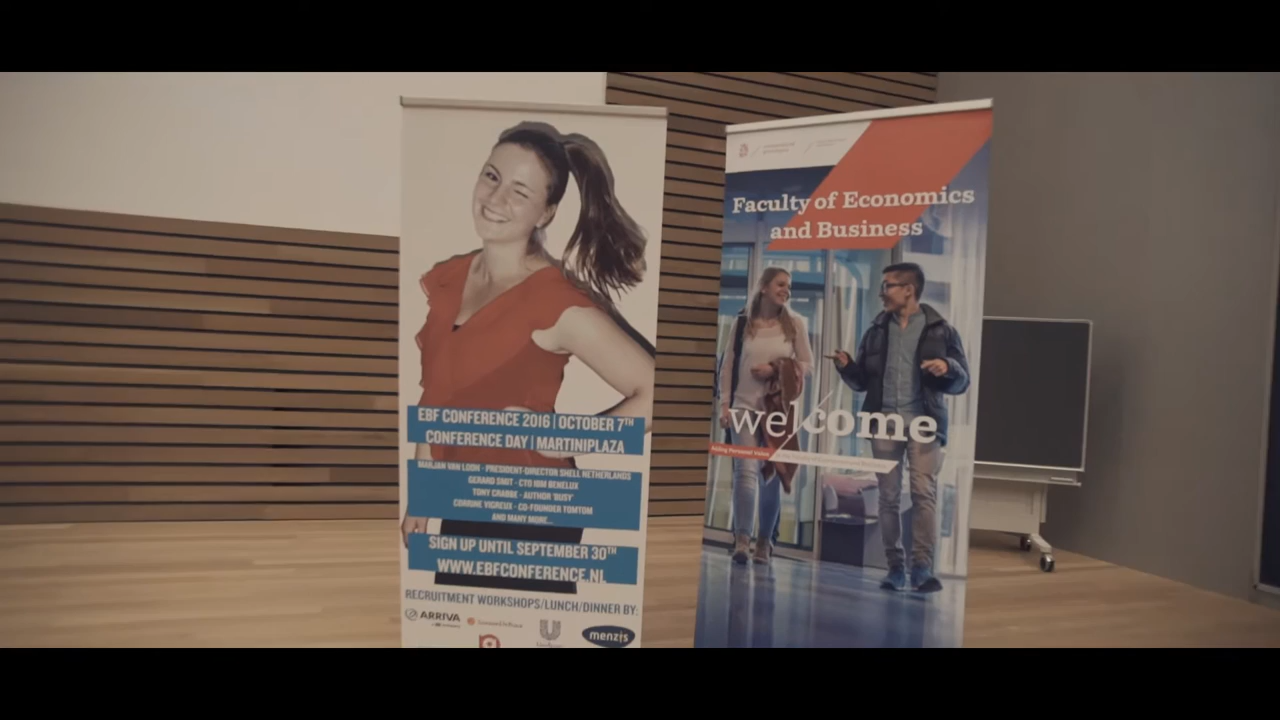 EBF CONFERENCE 2016 | OCTOBER 7TH
CONFERENCE DAY | MARTINIPLAZA
MARJAN VAN LOON - PRESIDENT-DIRECTOR SHELL NETHERLANDS
GERARD SMIT - CTO IBM BENELUX
TONY CRABBE - AUTHOR 'BUSY'
CORINNE VIGREUX - CO-FOUNDER TOMTOM
AND MANY MORE...
SIGN UP UNTIL SEPTEMBER 30TH
WWW.EBFCONFERENCE.NL
RECRUITMENT WORKSHOPS/LUNCH/DINNER BY:
ARRIVA
menzis
Faculty of Economics
and Business
welcome